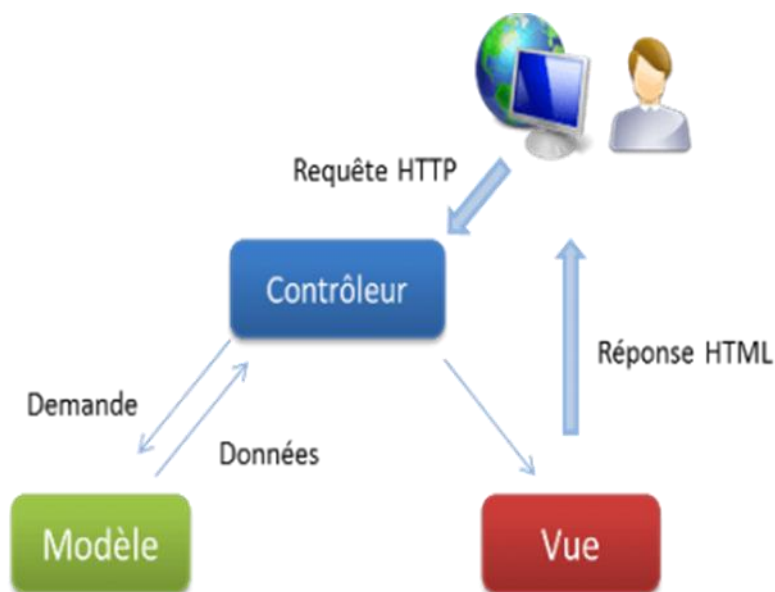 Requête HTTP
Contrôleur
Réponse HTML
Demande
Données
Modèle
Vue